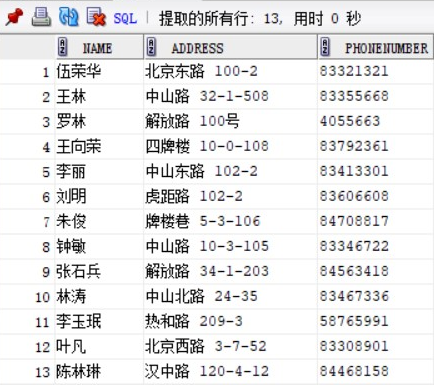 SQL | 提取的所有行: 13, 用时 0 秒
NAME ADDRESS PHONENUMBER
1 伍荣华 北京东路 100-2 83321321
2 王林 中山路 32-1-508 83355668
3 罗林 解放路 100号 4055663
4 王向荣 四牌楼 10-0-108 83792361
5 李丽 中山东路 102-2 83413301
6 刘明 虎距路 102-2 83606608
7 朱俊 牌楼巷 5-3-106 84708817
8 钟敏 中山路 10-3-105 83346722
9 张石兵 解放路 34-1-203 84563418
10 林涛 中山北路 24-35 83467336
11 李玉珉 热和路 209-3 58765991
12 叶凡 北京西路 3-7-52 83308901
13 陈林琳 汉中路 120-4-12 84468158